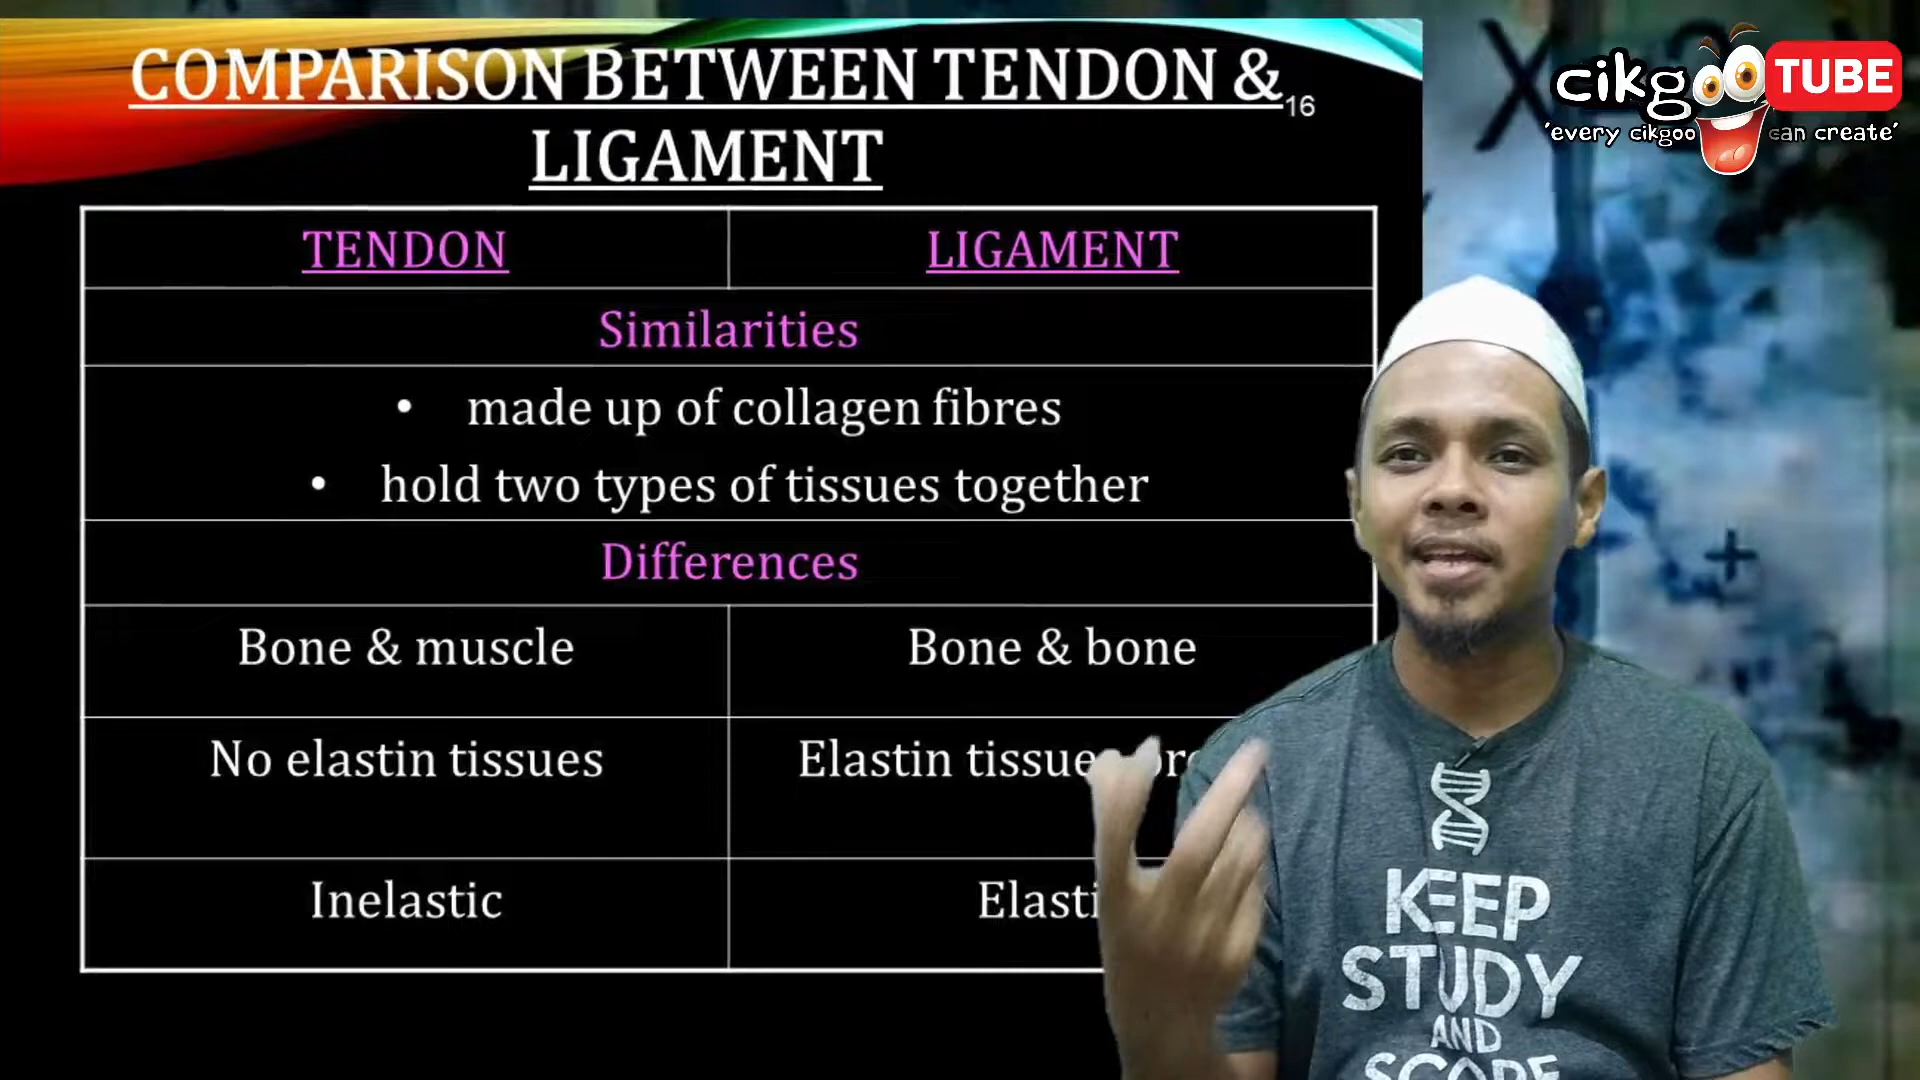 COMPARISON BETWEEN TENDON &
16
LIGAMENT
TENDON
LIGAMENT
Similarities
• made up of collagen fibres
• hold two types of tissues together
Differences
Bone & muscle
Bone & bone
No elastin tissues
Elastin tissue
Inelastic
cikgoo TUBE
'every cikgoo can create'
KEEP
STUDY
AND
SCORE